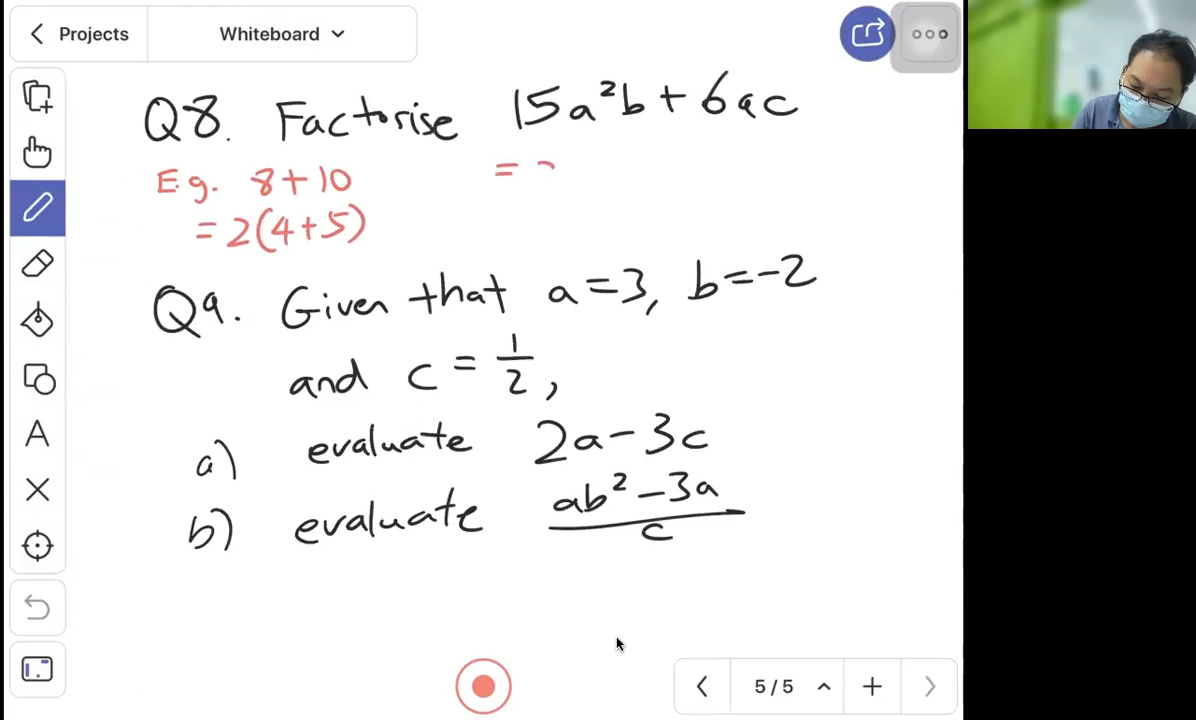 Projects
Whiteboard
Q8. Factorise 15a²b + 6ac
E.g. 8+10 =
= 2(4+5)
Q9. Given that a=3, b=-2
and c = 1/2,
a) evaluate 2a-3c
b) evaluate (ab²-3a)/c
A
5 / 5